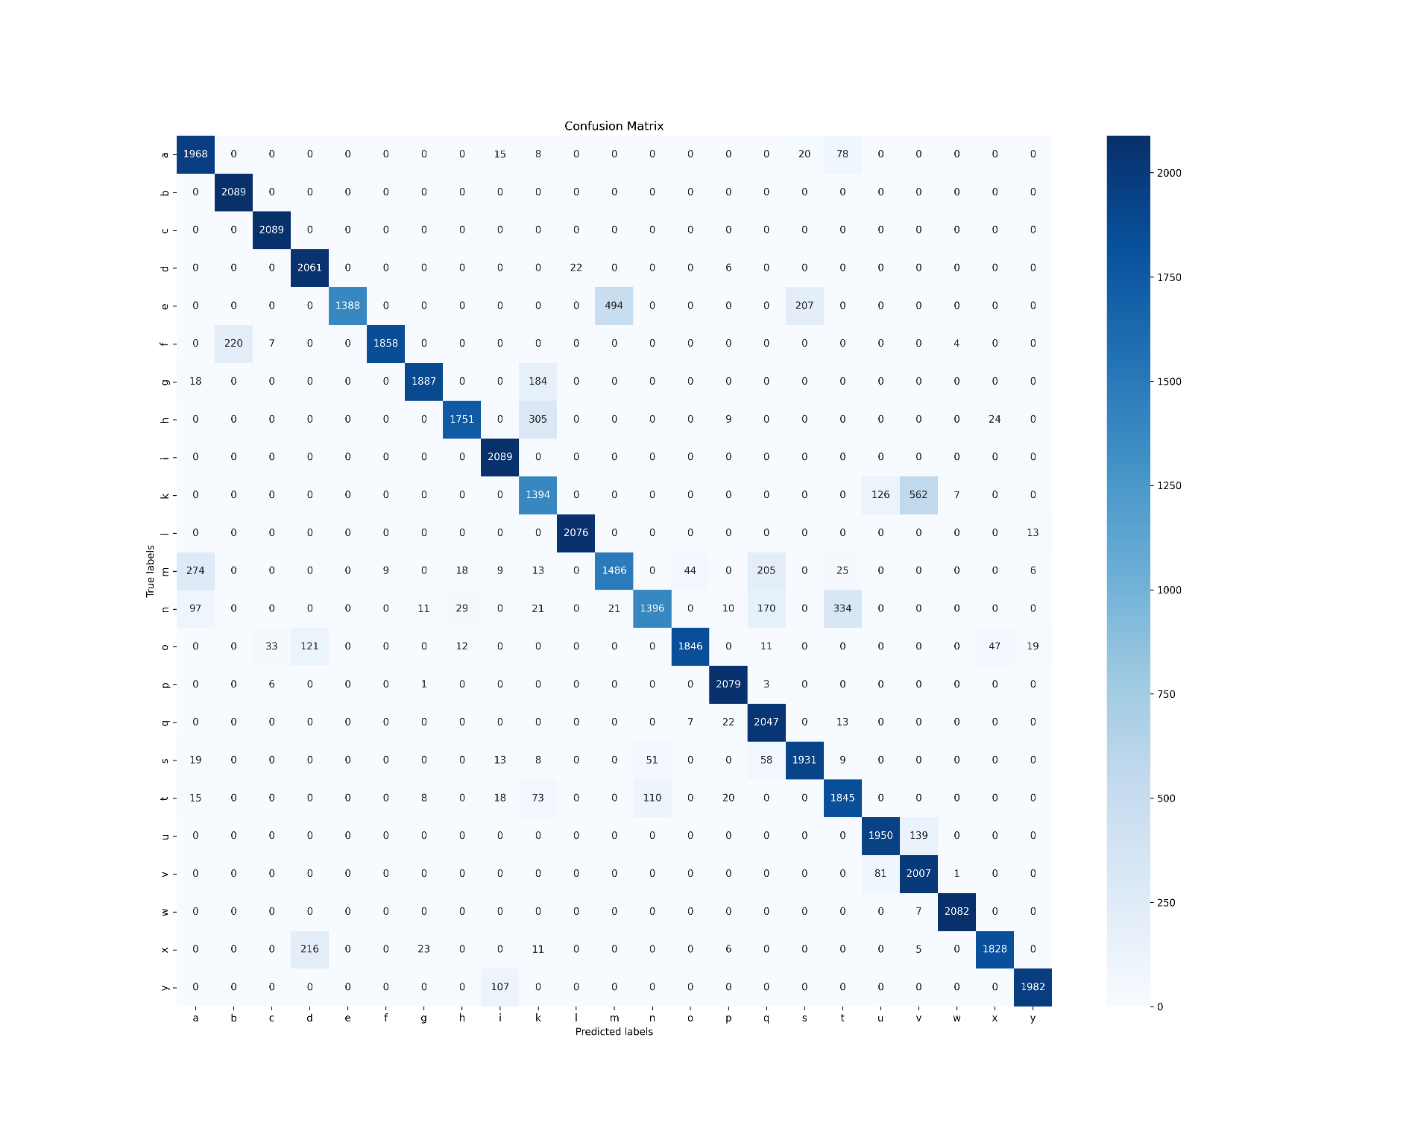 Confusion Matrix
a 1968 0 0 0 0 0 0 0 15 8 0 0 0 0 0 0 20 78 0 0 0 0 0
b 0 2089 0 0 0 0 0 0 0 0 0 0 0 0 0 0 0 0 0 0 0 0 0
c 0 0 2089 0 0 0 0 0 0 0 0 0 0 0 0 0 0 0 0 0 0 0 0
d 0 0 0 2061 0 0 0 0 0 0 22 0 0 0 6 0 0 0 0 0 0 0 0
e 0 0 0 0 1388 0 0 0 0 0 0 494 0 0 0 0 207 0 0 0 0 0 0
f 0 220 7 0 0 1858 0 0 0 0 0 0 0 0 0 0 0 0 0 0 4 0 0
g 18 0 0 0 0 0 1887 0 0 184 0 0 0 0 0 0 0 0 0 0 0 0 0
h 0 0 0 0 0 0 0 1751 0 305 0 0 0 0 9 0 0 0 0 0 0 24 0
i 0 0 0 0 0 0 0 0 2089 0 0 0 0 0 0 0 0 0 0 0 0 0 0
k 0 0 0 0 0 0 0 0 0 1394 0 0 0 0 0 0 0 0 126 562 7 0 0
l 0 0 0 0 0 0 0 0 0 0 2076 0 0 0 0 0 0 0 0 0 0 0 13
m 274 0 0 0 0 9 0 18 9 13 0 1486 0 44 0 205 0 25 0 0 0 0 6
n 97 0 0 0 0 0 11 29 0 21 0 21 1396 0 10 170 0 334 0 0 0 0 0
o 0 0 33 121 0 0 0 12 0 0 0 0 0 1846 0 11 0 0 0 0 0 47 19
p 0 0 6 0 0 0 1 0 0 0 0 0 0 0 2079 3 0 0 0 0 0 0 0
q 0 0 0 0 0 0 0 0 0 0 0 0 0 7 22 2047 0 13 0 0 0 0 0
s 19 0 0 0 0 0 0 0 13 8 0 0 51 0 0 58 1931 9 0 0 0 0 0
t 15 0 0 0 0 0 8 0 18 73 0 0 110 0 20 0 0 1845 0 0 0 0 0
u 0 0 0 0 0 0 0 0 0 0 0 0 0 0 0 0 0 0 1950 139 0 0 0
v 0 0 0 0 0 0 0 0 0 0 0 0 0 0 0 0 0 0 81 2007 1 0 0
w 0 0 0 0 0 0 0 0 0 0 0 0 0 0 0 0 0 0 0 7 2082 0 0
x 0 0 0 216 0 0 23 0 0 11 0 0 0 0 6 0 0 0 0 5 0 1828 0
y 0 0 0 0 0 0 0 0 107 0 0 0 0 0 0 0 0 0 0 0 0 0 1982
a b c d e f g h i k l m n o p q s t u v w x y
Predicted labels
True labels
2000
1750
1500
1250
1000
750
500
250
0